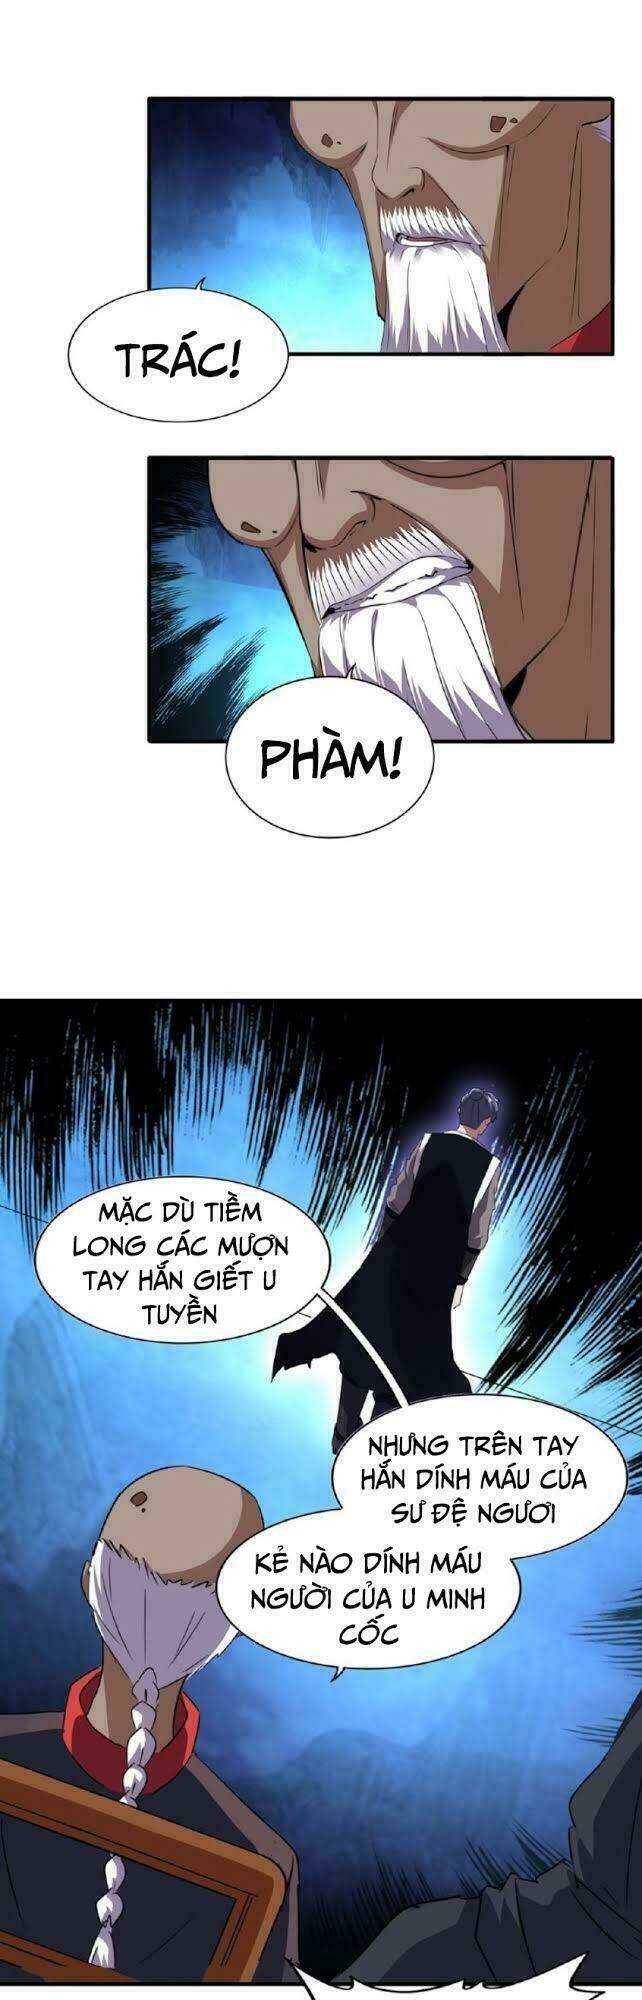 TRÁC!
PHÀM!
MẶC DÙ TIỀM
LONG CÁC MƯỢN
TAY HẮN GIẾT U
TUYỀN
NHƯNG TRÊN TAY
HẮN DÍNH MÁU CỦA
SƯ ĐỆ NGƯƠI
KẺ NÀO DÍNH MÁU
NGƯỜI CỦA U MINH
CỐC